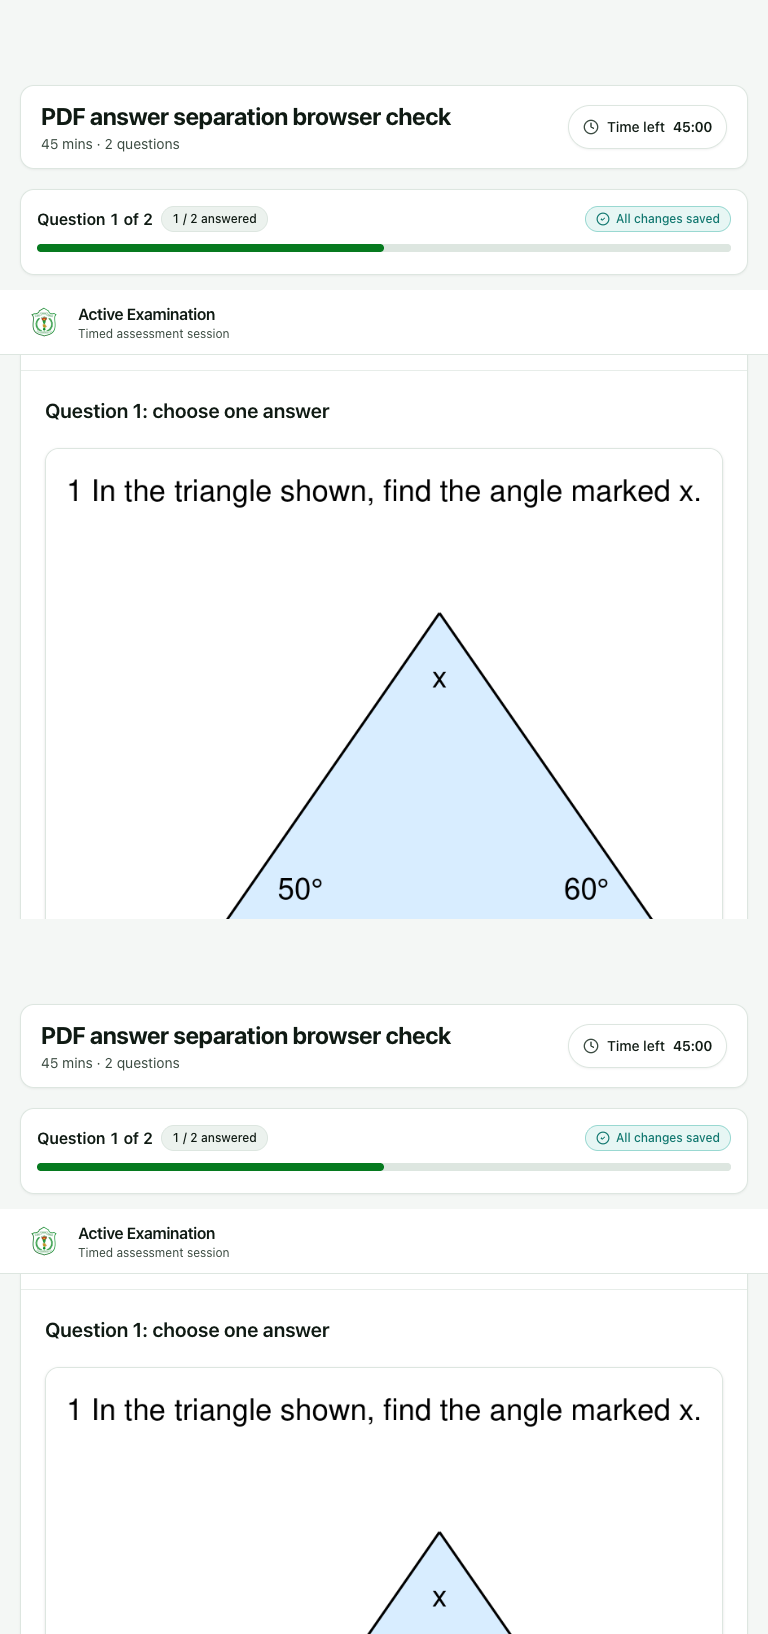 PDF answer separation browser check
45 mins · 2 questions
Time left 45:00
Question 1 of 2
1 / 2 answered
All changes saved
Active Examination
Timed assessment session
Question 1: choose one answer
1 In the triangle shown, find the angle marked x.
x
50° 60°
PDF answer separation browser check
45 mins · 2 questions
Time left 45:00
Question 1 of 2
1 / 2 answered
All changes saved
Active Examination
Timed assessment session
Question 1: choose one answer
1 In the triangle shown, find the angle marked x.
x